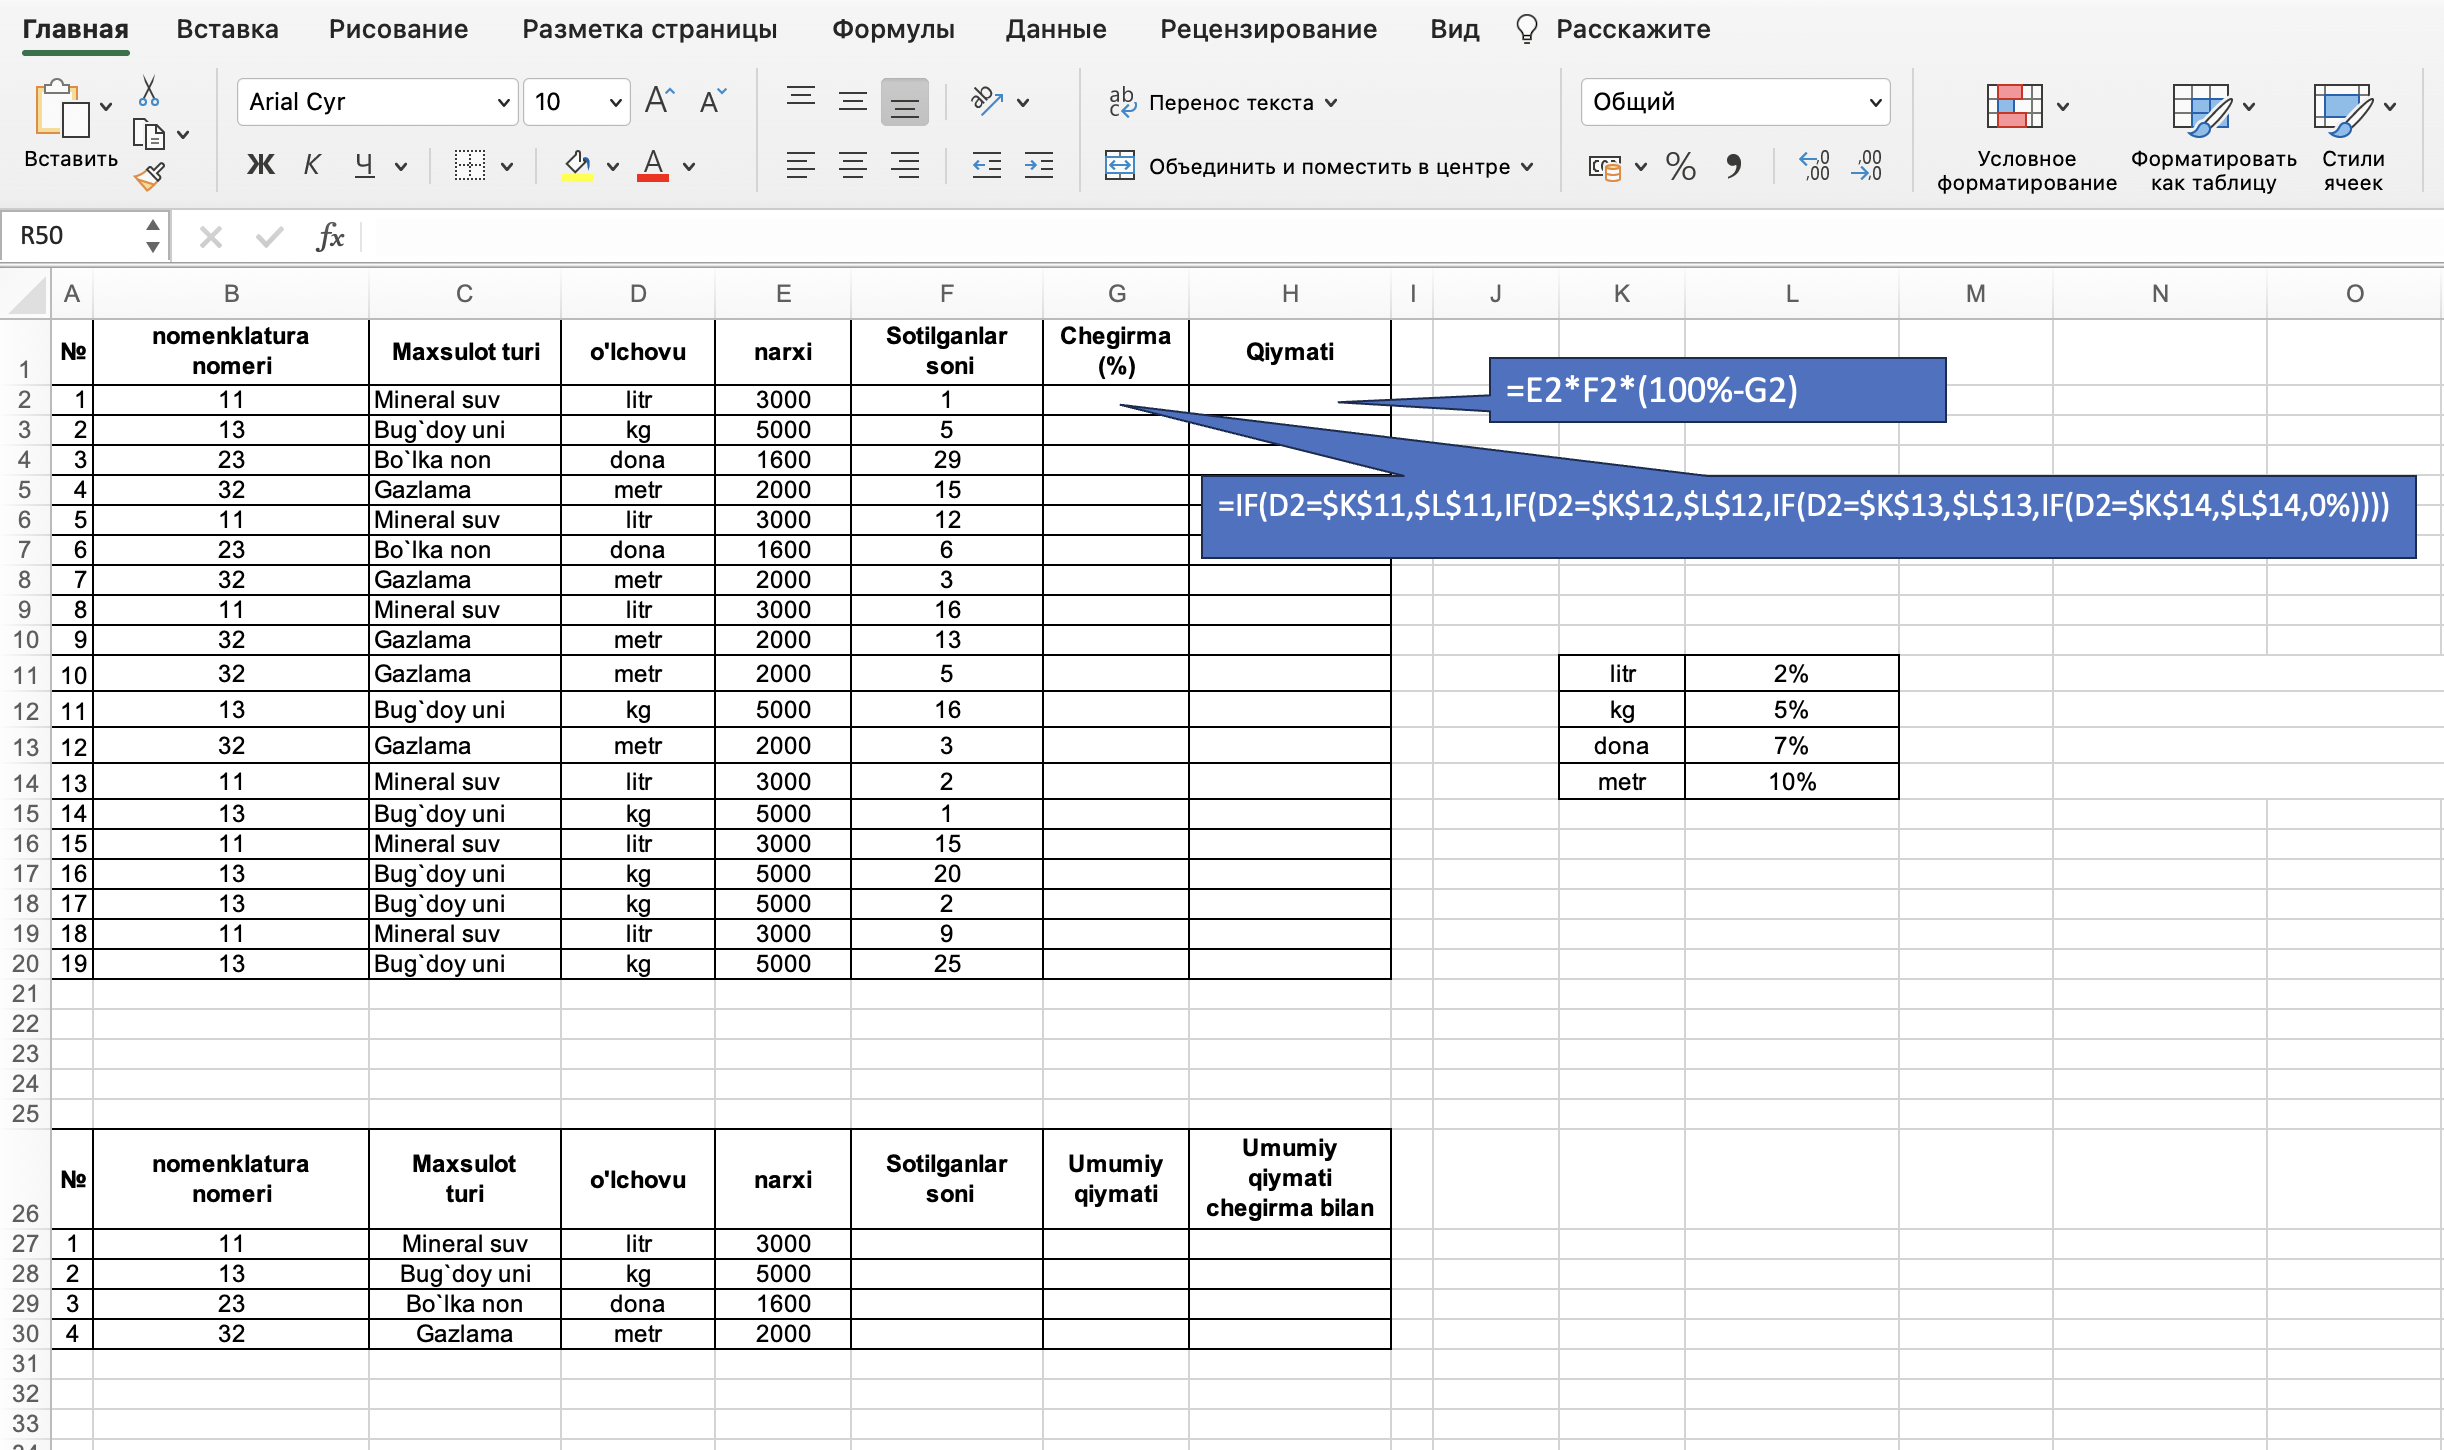 Главная Вставка Рисование Разметка страницы Формулы Данные Рецензирование Вид Расскажите
Вставить
Arial Cyr 10
Ж К Ч
Перенос текста
Объединить и поместить в центре
Общий
Условное форматирование
Форматировать как таблицу
Стили ячеек
R50 fx
A B C D E F G H I J K L M N O
1 № nomenklatura nomeri Maxsulot turi o'lchovu narxi Sotilganlar soni Chegirma (%) Qiymati
=E2*F2*(100%-G2)
2 1 11 Mineral suv litr 3000 1
3 2 13 Bug`doy uni kg 5000 5
4 3 23 Bo`lka non dona 1600 29
5 4 32 Gazlama metr 2000 15
=IF(D2=$K$11,$L$11,IF(D2=$K$12,$L$12,IF(D2=$K$13,$L$13,IF(D2=$K$14,$L$14,0%))))
6 5 11 Mineral suv litr 3000 12
7 6 23 Bo`lka non dona 1600 6
8 7 32 Gazlama metr 2000 3
9 8 11 Mineral suv litr 3000 16
10 9 32 Gazlama metr 2000 13
11 10 32 Gazlama metr 2000 5 litr 2%
12 11 13 Bug`doy uni kg 5000 16 kg 5%
13 12 32 Gazlama metr 2000 3 dona 7%
14 13 11 Mineral suv litr 3000 2 metr 10%
15 14 13 Bug`doy uni kg 5000 1
16 15 11 Mineral suv litr 3000 15
17 16 13 Bug`doy uni kg 5000 20
18 17 13 Bug`doy uni kg 5000 2
19 18 11 Mineral suv litr 3000 9
20 19 13 Bug`doy uni kg 5000 25
21
22
23
24
25
26 № nomenklatura nomeri Maxsulot turi o'lchovu narxi Sotilganlar soni Umumiy qiymati Umumiy qiymati chegirma bilan
27 1 11 Mineral suv litr 3000
28 2 13 Bug`doy uni kg 5000
29 3 23 Bo`lka non dona 1600
30 4 32 Gazlama metr 2000
31
32
33